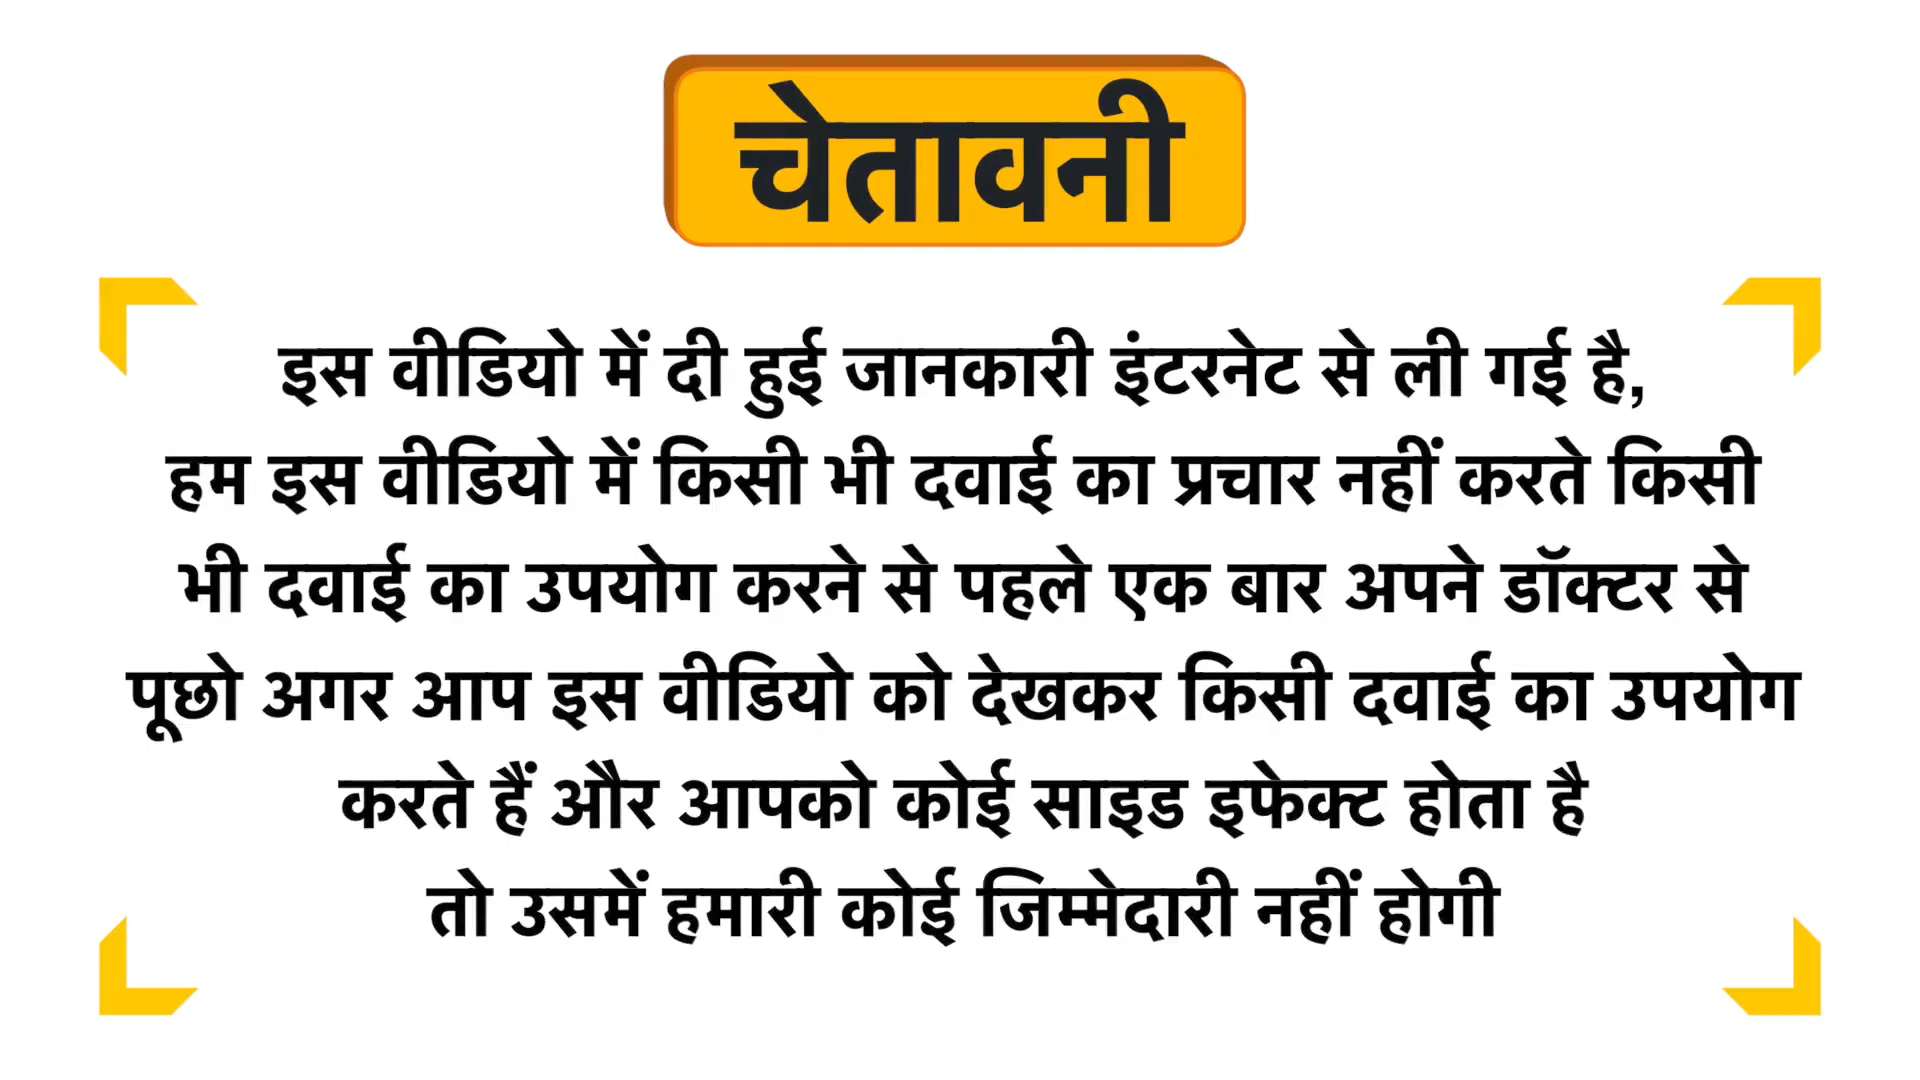 चेतावनी
इस वीडियो में दी हुई जानकारी इंटरनेट से ली गई है,
हम इस वीडियो में किसी भी दवाई का प्रचार नहीं करते किसी
भी दवाई का उपयोग करने से पहले एक बार अपने डॉक्टर से
पूछो अगर आप इस वीडियो को देखकर किसी दवाई का उपयोग
करते हैं और आपको कोई साइड इफेक्ट होता है
तो उसमें हमारी कोई जिम्मेदारी नहीं होगी